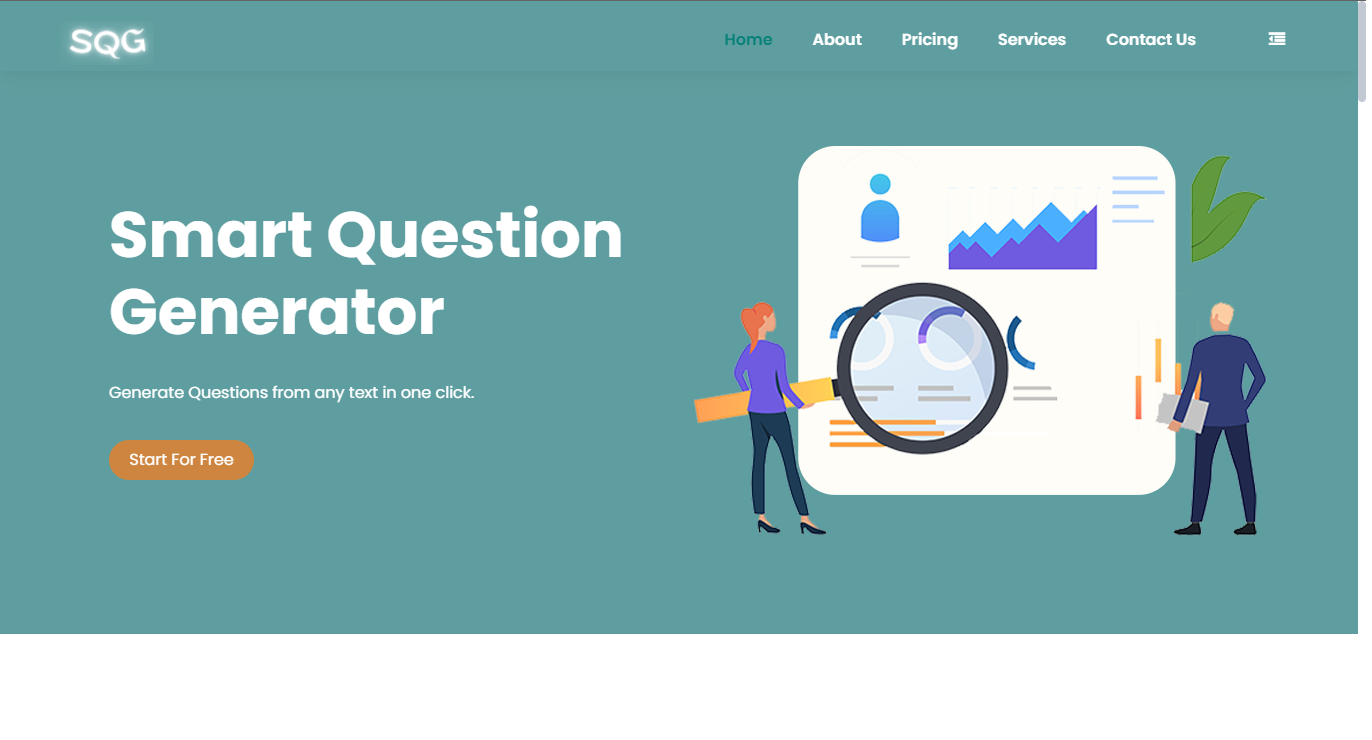 SQG
Home About Pricing Services Contact Us
Smart Question
Generator
Generate Questions from any text in one click.
Start For Free